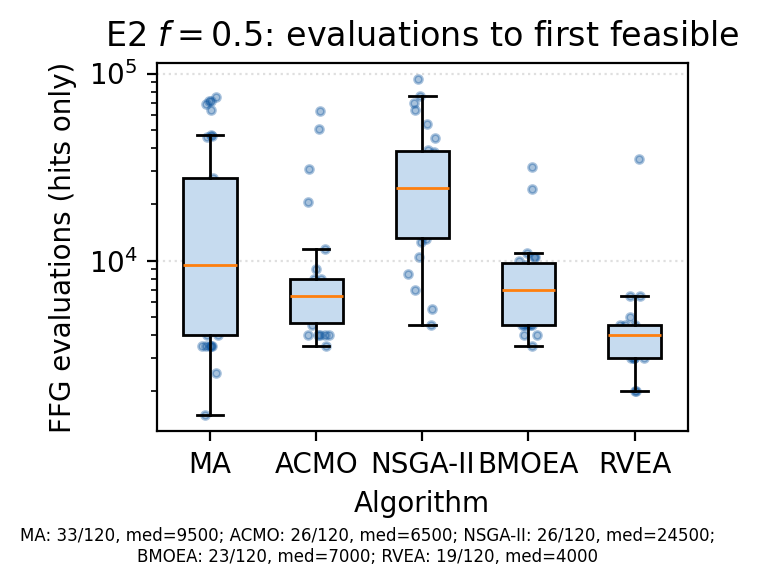 E2 f = 0.5: evaluations to first feasible
FFG evaluations (hits only)
10^5
10^4
MA ACMO NSGA-II BMOEA RVEA
Algorithm
MA: 33/120, med=9500; ACMO: 26/120, med=6500; NSGA-II: 26/120, med=24500;
BMOEA: 23/120, med=7000; RVEA: 19/120, med=4000